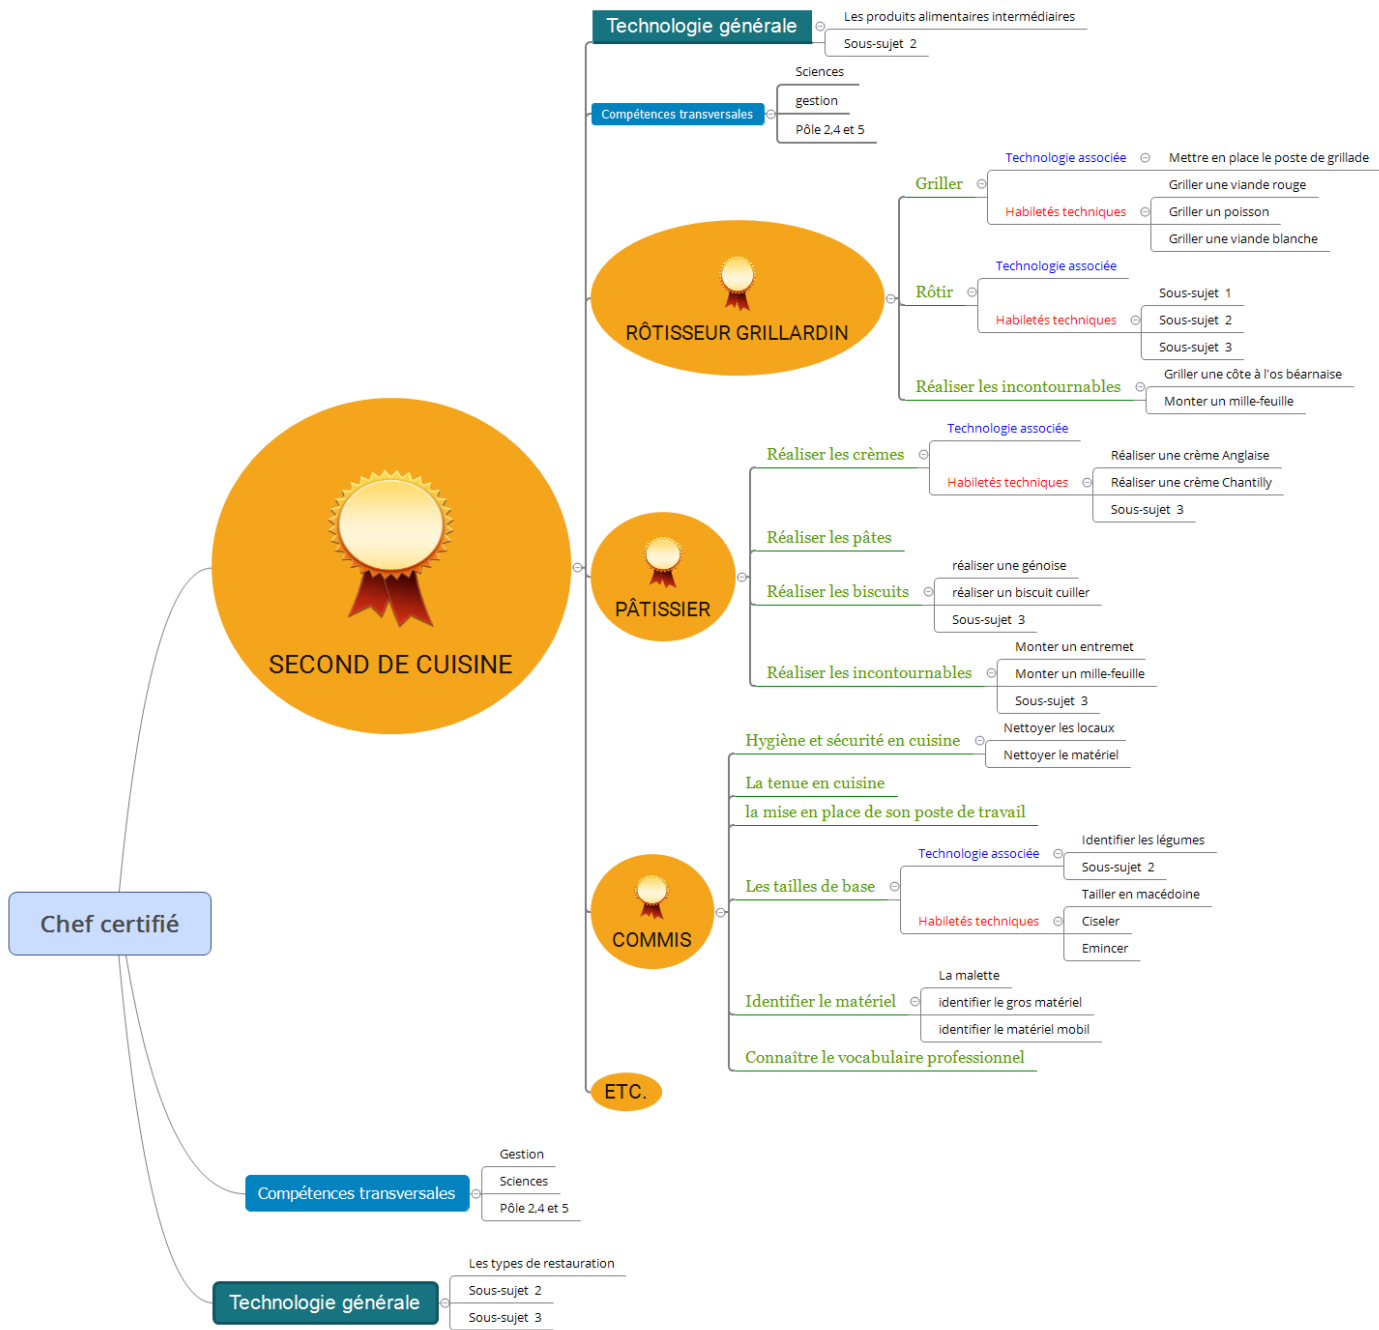 Technologie générale
Les produits alimentaires intermédiaires
Sous-sujet 2
Compétences transversales
Sciences
gestion
Pôle 2,4 et 5
RÔTISSEUR GRILLARDIN
Griller
Technologie associée
Mettre en place le poste de grillade
Habiletés techniques
Griller une viande rouge
Griller un poisson
Griller une viande blanche
Rôtir
Technologie associée
Habiletés techniques
Sous-sujet 1
Sous-sujet 2
Sous-sujet 3
Réaliser les incontournables
Griller une côte à l'os béarnaise
Monter un mille-feuille
SECOND DE CUISINE
PÂTISSIER
Réaliser les crèmes
Technologie associée
Habiletés techniques
Réaliser une crème Anglaise
Réaliser une crème Chantilly
Sous-sujet 3
Réaliser les pâtes
Réaliser les biscuits
réaliser une génoise
réaliser un biscuit cuiller
Sous-sujet 3
Réaliser les incontournables
Monter un entremet
Monter un mille-feuille
Sous-sujet 3
COMMIS
Hygiène et sécurité en cuisine
Nettoyer les locaux
Nettoyer le matériel
La tenue en cuisine
la mise en place de son poste de travail
Les tailles de base
Technologie associée
Identifier les légumes
Sous-sujet 2
Habiletés techniques
Tailler en macédoine
Ciseler
Emincer
Identifier le matériel
La malette
identifier le gros matériel
identifier le matériel mobil
Connaître le vocabulaire professionnel
ETC.
Chef certifié
Compétences transversales
Gestion
Sciences
Pôle 2,4 et 5
Technologie générale
Les types de restauration
Sous-sujet 2
Sous-sujet 3